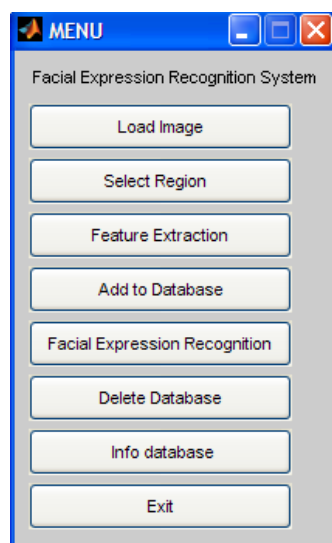 MENU
Facial Expression Recognition System
Load Image
Select Region
Feature Extraction
Add to Database
Facial Expression Recognition
Delete Database
Info database
Exit